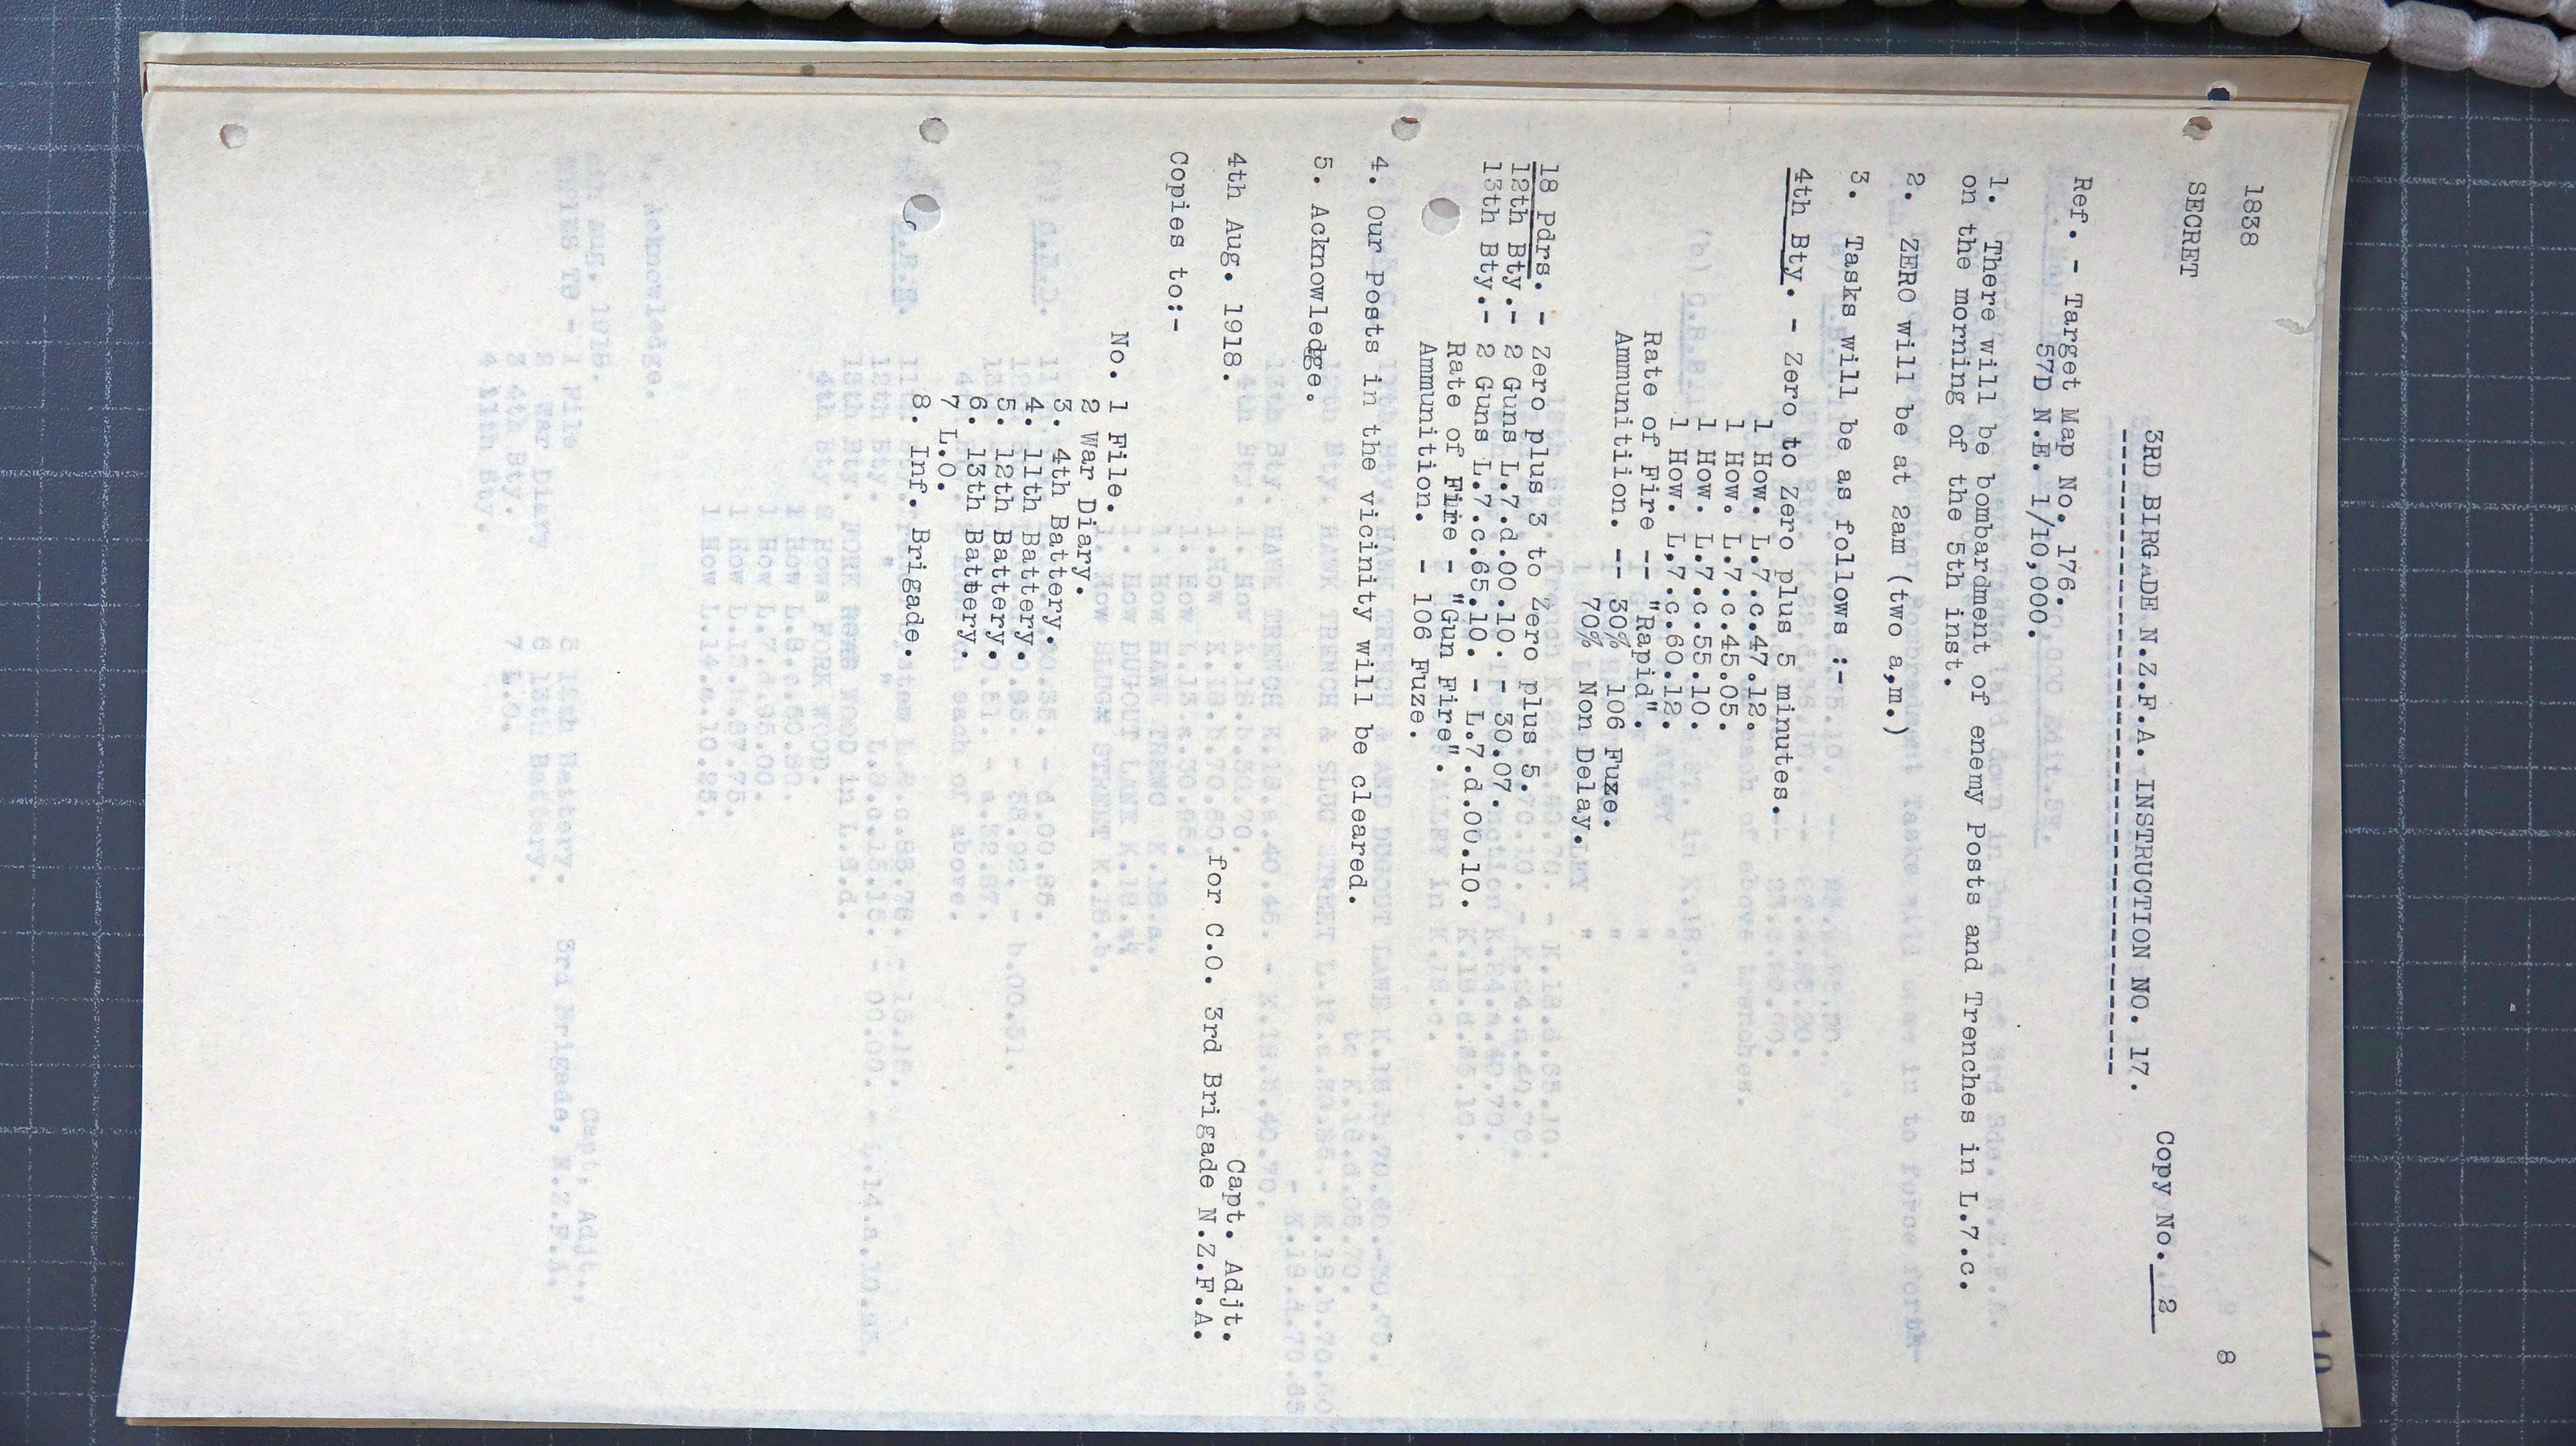 1838
8
SECRET
Copy No. 2
3RD BIRGADE N.Z.F.A. INSTRUCTION NO. 17.
Ref. - Target Map No. 176.
57D N.E. 1/10,000.
1. There will be bombardment of enemy Posts and Trenches in L.7.c.
on the morning of the 5th inst.
2. ZERO will be at 2am (two a,m.)
3. Tasks will be as follows :-
4th Bty. - Zero to Zero plus 5 minutes.
1 How. L.7.c.47.12.
1 How. L.7.c.45.05.
1 How. L.7.c.55.10.
1 How. L,7.c.60.12.
Rate of Fire -- "Rapid".
Ammunitiion. -- 30% 106 Fuze.
70% Non Delay.
18 Pdrs. - Zero plus 3 to Zero plus 5.
12th Bty.- 2 Guns L.7.d.00.10. - 30.07.
13th Bty.- 2 Guns L.7.c.65.10. - L.7.d.00.10.
Rate of Fire - "Gun Fire".
Ammunition. - 106 Fuze.
4. Our Posts in the vicinity will be cleared.
5. Acknowledge.
4th Aug. 1918.
Capt. Adjt.
for C.O. 3rd Brigade N.Z.F.A.
Copies to:-
No. 1 File.
2 War Diary.
3. 4th Battery.
4. 11th Battery.
5. 12th Battery.
6. 13th Battery.
7 L.O.
8. Inf. Brigade.